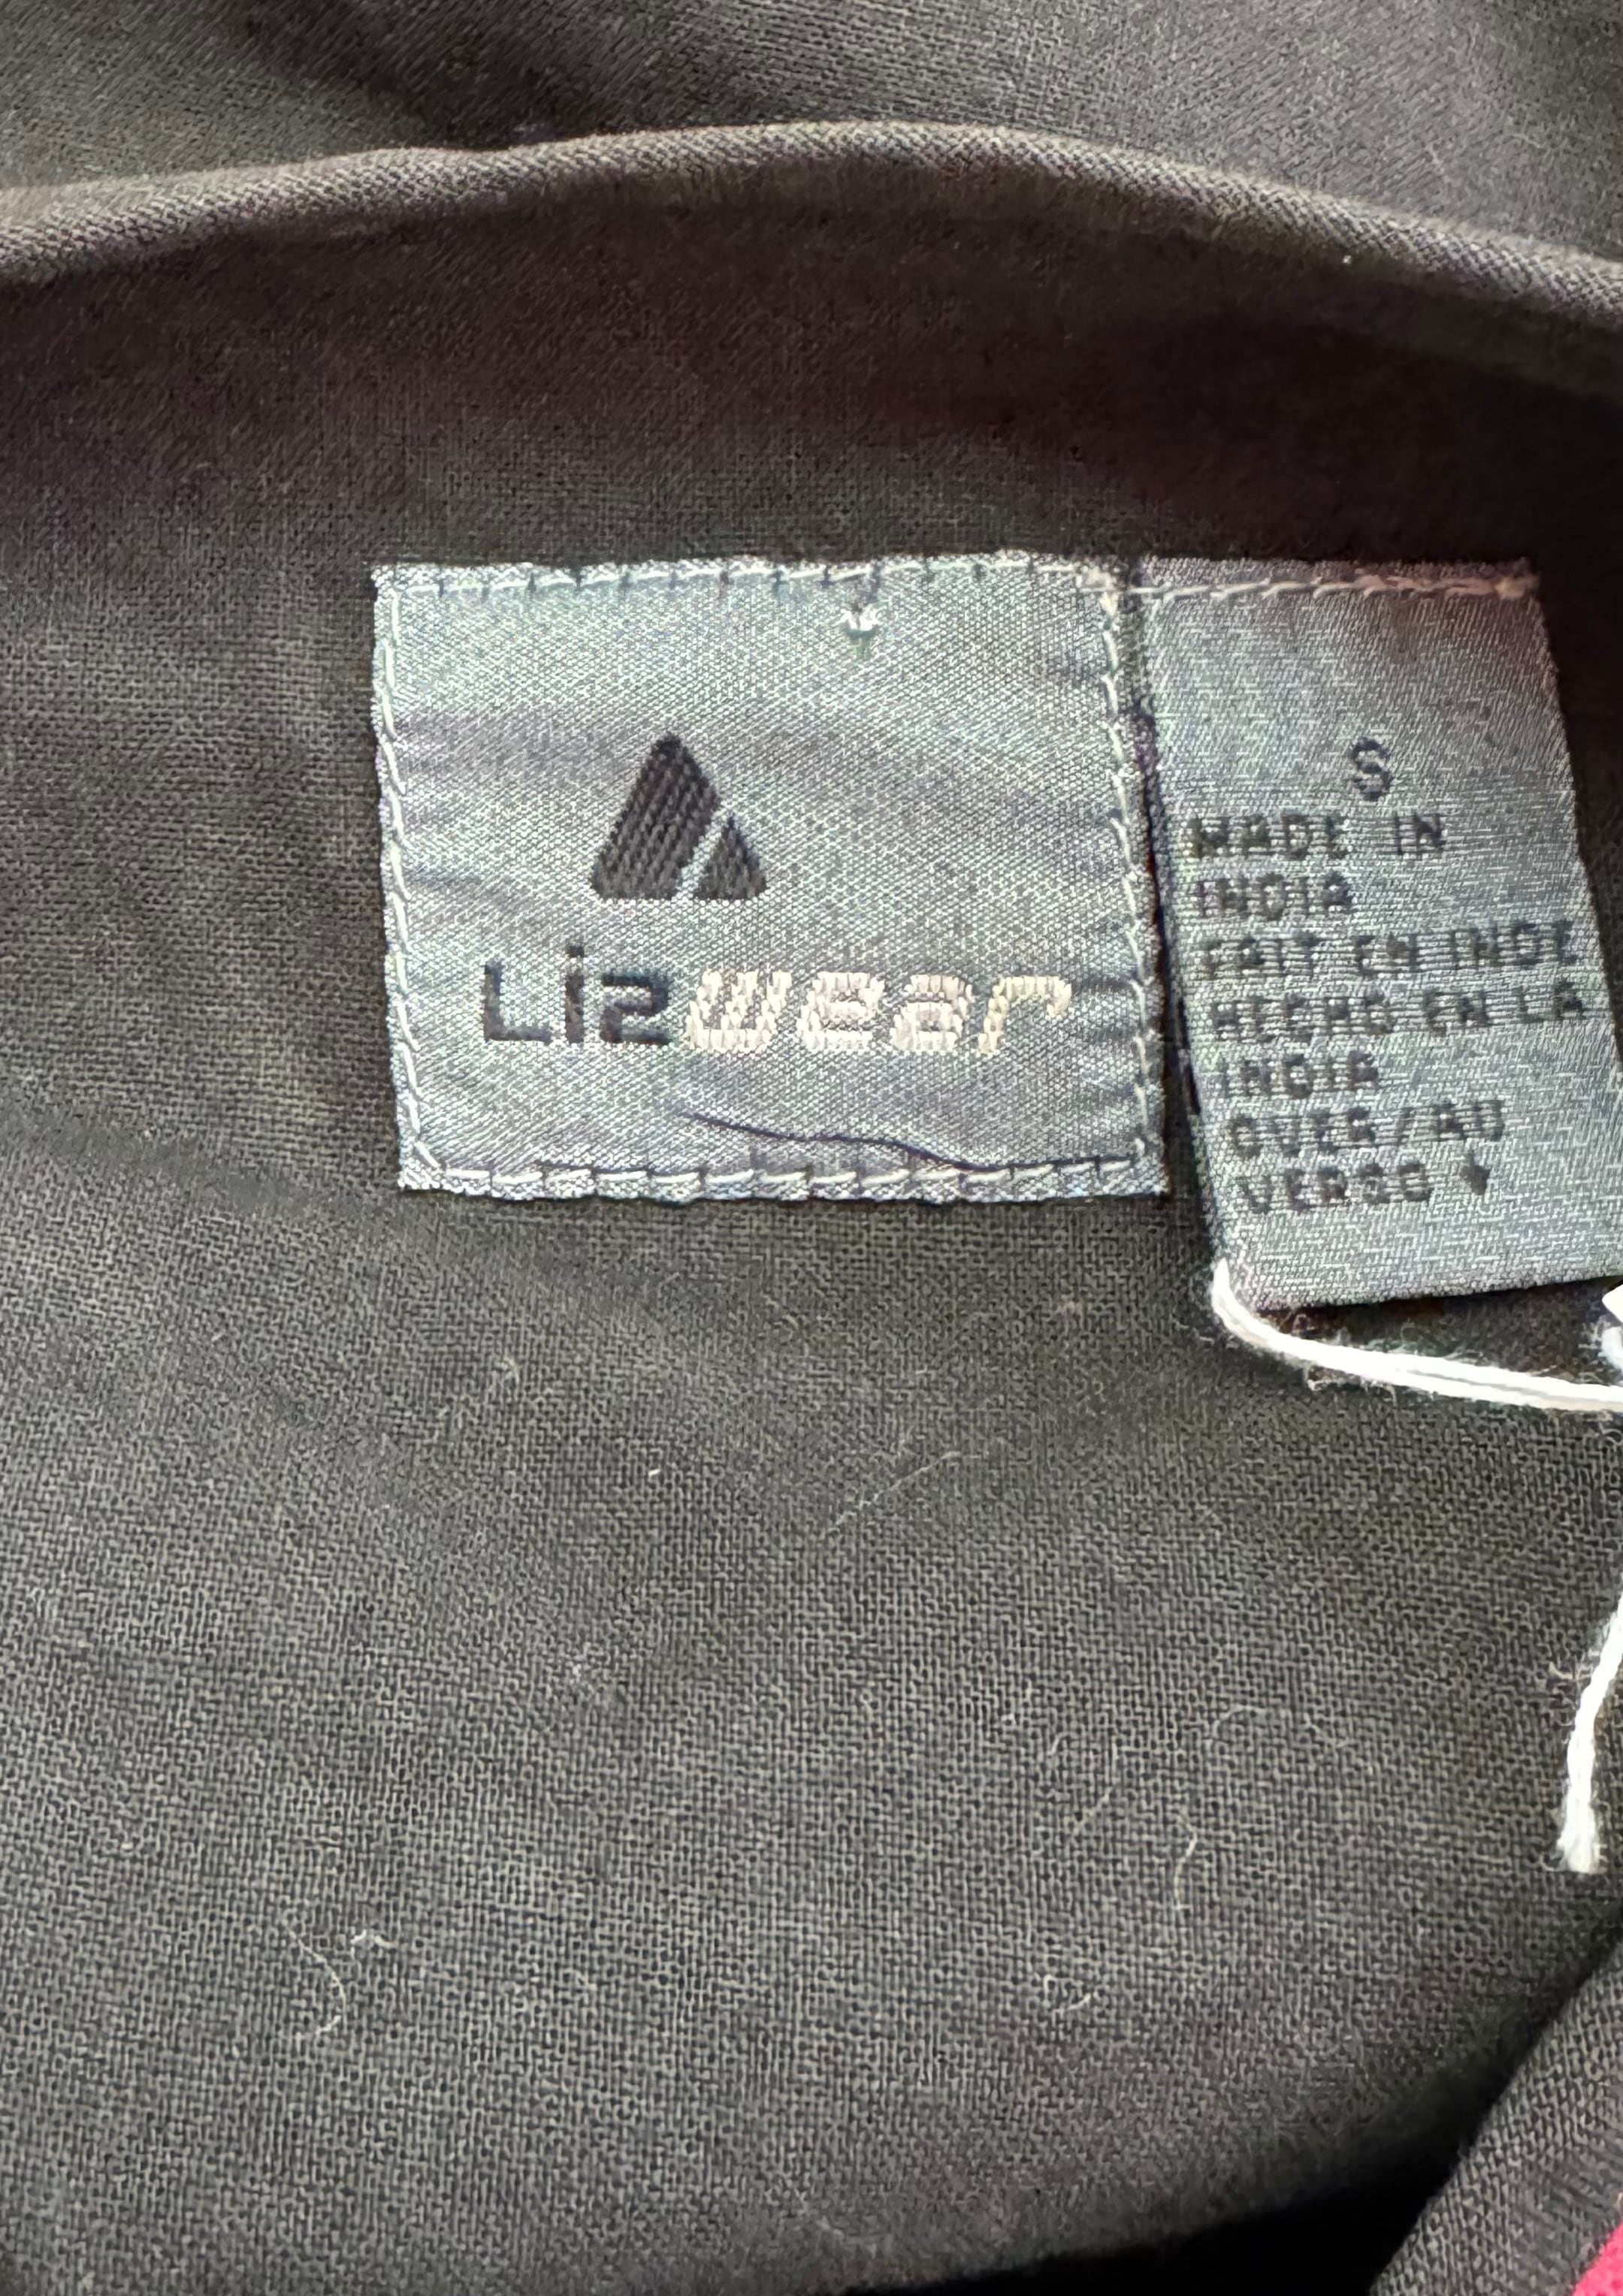 Lizwear
S
MADE IN
INDIA
FAIT EN INDE
HECHO EN LA
INDIA
OVER/AU
VERSO